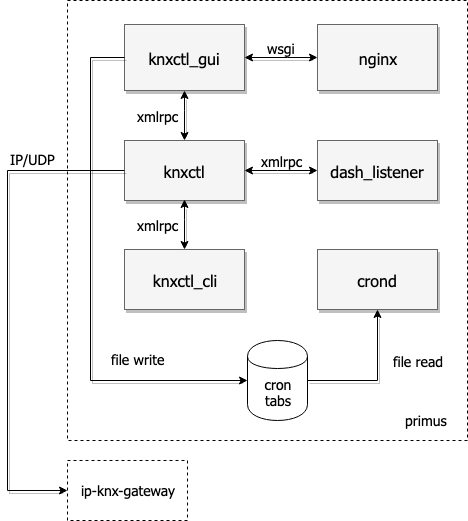 knxctl_gui
wsgi
nginx
xmlrpc
IP/UDP
knxctl
xmlrpc
dash_listener
xmlrpc
knxctl_cli
crond
file write
cron
tabs
file read
primus
ip-knx-gateway